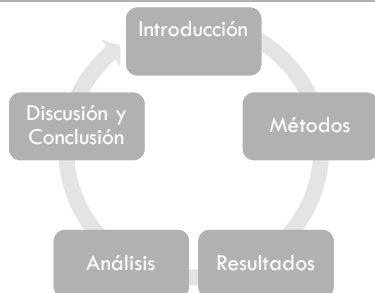 Introducción
Métodos
Resultados
Análisis
Discusión y
Conclusión